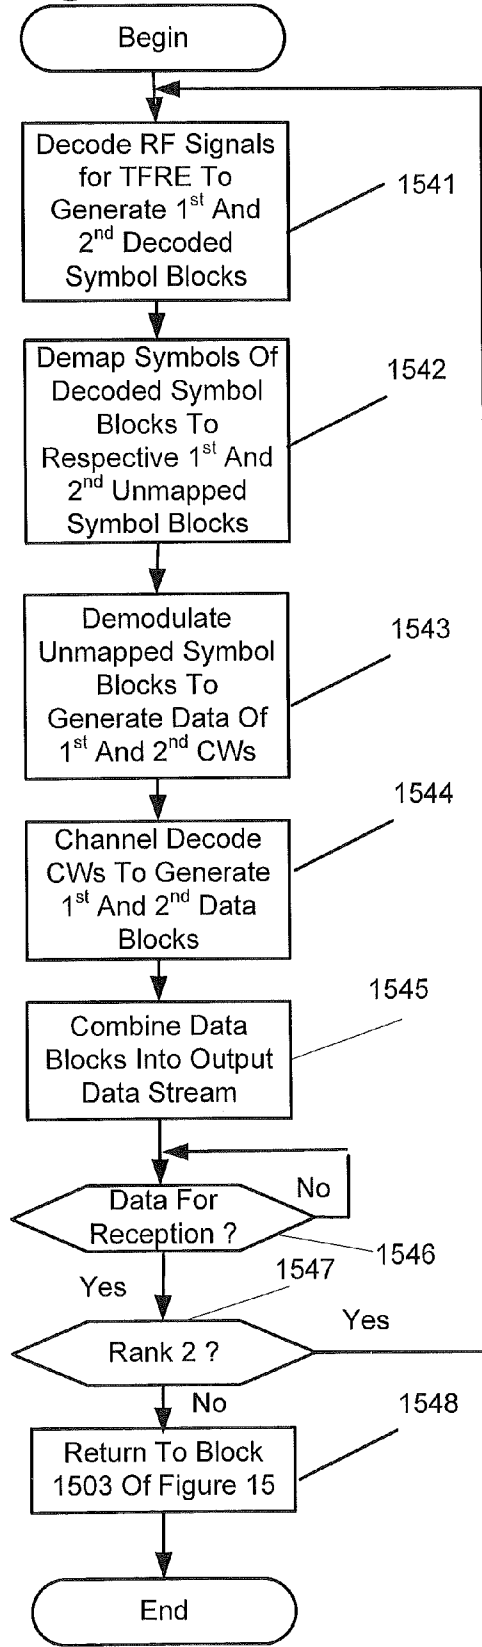 Begin
Decode RF Signals
for TFRE To
Generate 1st And
2nd Decoded
Symbol Blocks
1541
Demap Symbols Of
Decoded Symbol
Blocks To
Respective 1st And
2nd Unmapped
Symbol Blocks
1542
Demodulate
Unmapped Symbol
Blocks To
Generate Data Of
1st And 2nd CWs
1543
Channel Decode
CWs To Generate
1st And 2nd Data
Blocks
1544
Combine Data
Blocks Into Output
Data Stream
1545
Data For
Reception ?
No
1546
Yes
1547
Rank 2 ?
Yes
No
1548
Return To Block
1503 Of Figure 15
End